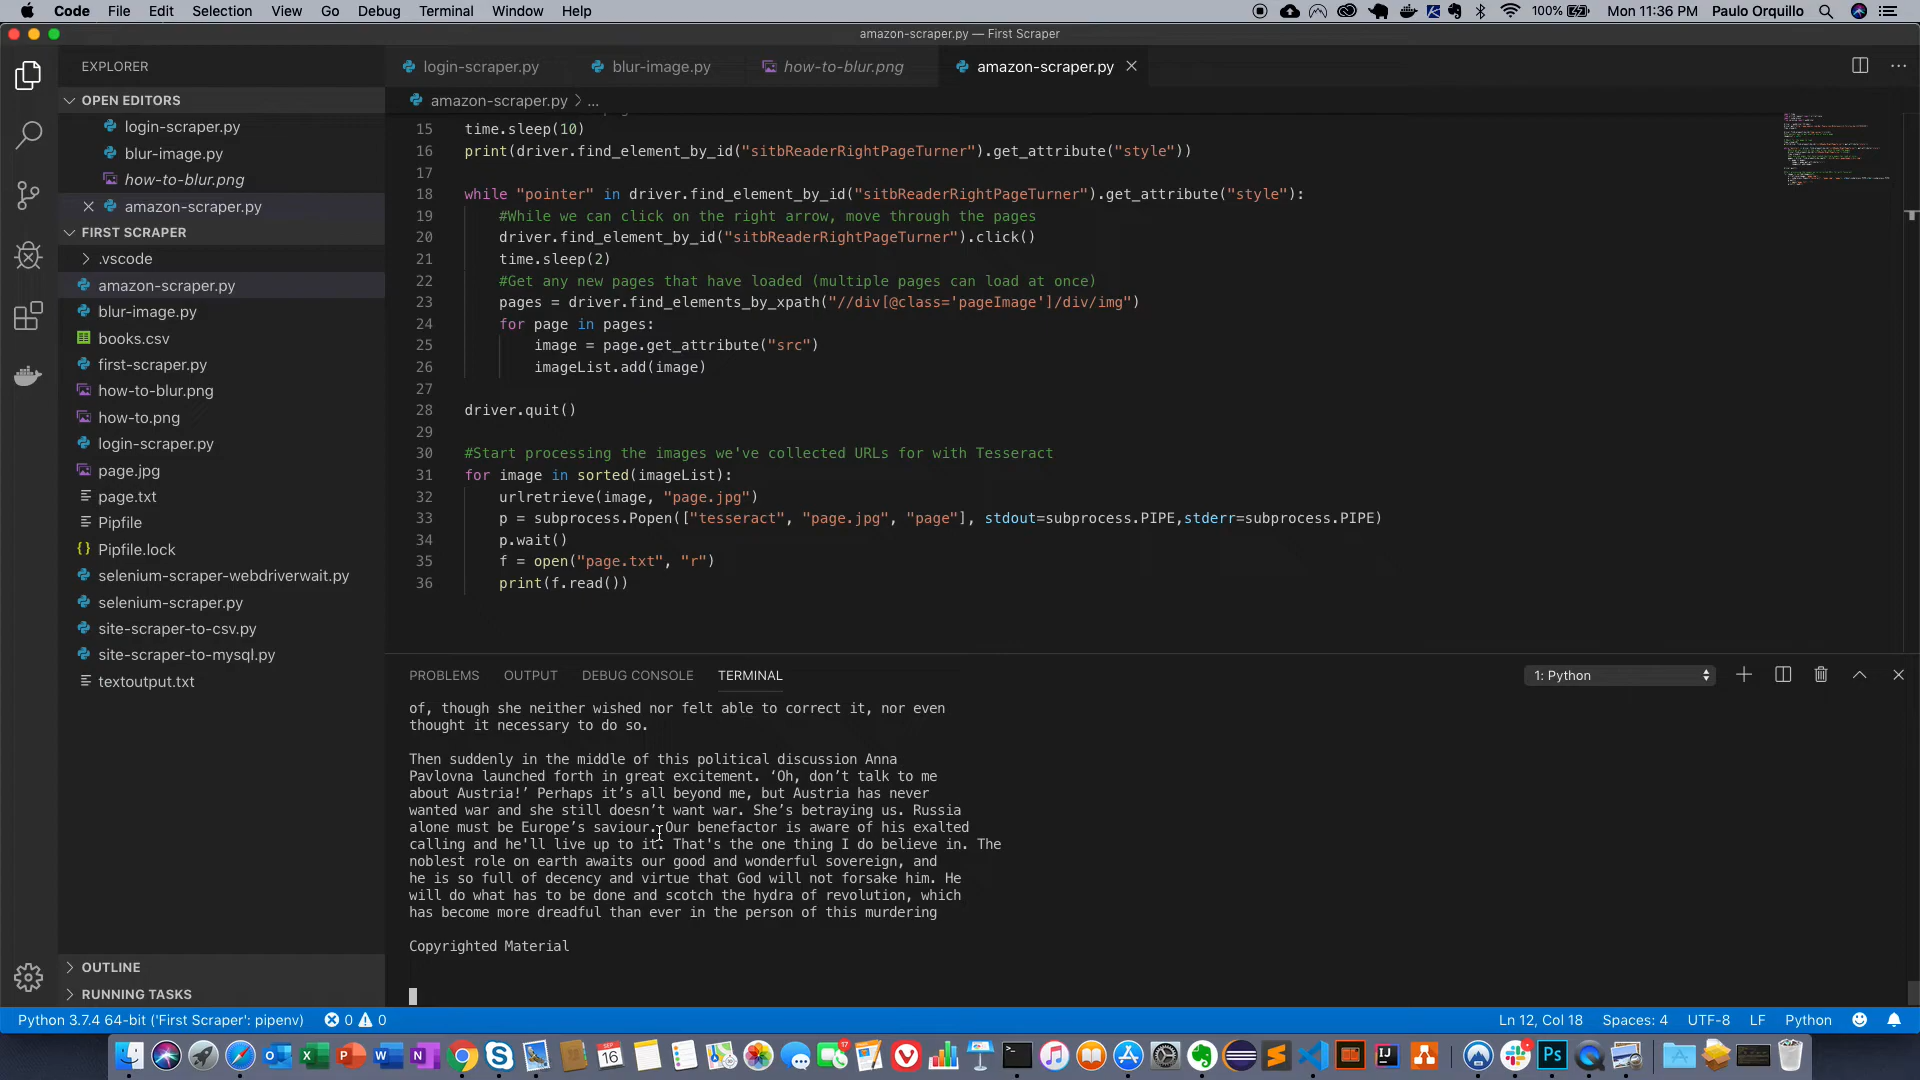 Code File Edit Selection View Go Debug Terminal Window Help 100% Mon 11:36 PM Paulo Orquillo
amazon-scraper.py — First Scraper
EXPLORER
login-scraper.py blur-image.py how-to-blur.png amazon-scraper.py
OPEN EDITORS
amazon-scraper.py > ...
login-scraper.py
blur-image.py
how-to-blur.png
amazon-scraper.py
FIRST SCRAPER
.vscode
amazon-scraper.py
blur-image.py
books.csv
first-scraper.py
how-to-blur.png
how-to.png
login-scraper.py
page.jpg
page.txt
Pipfile
Pipfile.lock
selenium-scraper-webdriverwait.py
selenium-scraper.py
site-scraper-to-csv.py
site-scraper-to-mysql.py
textoutput.txt
OUTLINE
RUNNING TASKS
15 time.sleep(10)
16 print(driver.find_element_by_id("sitbReaderRightPageTurner").get_attribute("style"))
17
18 while "pointer" in driver.find_element_by_id("sitbReaderRightPageTurner").get_attribute("style"):
19 #While we can click on the right arrow, move through the pages
20 driver.find_element_by_id("sitbReaderRightPageTurner").click()
21 time.sleep(2)
22 #Get any new pages that have loaded (multiple pages can load at once)
23 pages = driver.find_elements_by_xpath("//div[@class='pageImage']/div/img")
24 for page in pages:
25 image = page.get_attribute("src")
26 imageList.add(image)
27
28 driver.quit()
29
30 #Start processing the images we've collected URLs for with Tesseract
31 for image in sorted(imageList):
32 urlretrieve(image, "page.jpg")
33 p = subprocess.Popen(["tesseract", "page.jpg", "page"], stdout=subprocess.PIPE,stderr=subprocess.PIPE)
34 p.wait()
35 f = open("page.txt", "r")
36 print(f.read())
PROBLEMS OUTPUT DEBUG CONSOLE TERMINAL 1: Python
of, though she neither wished nor felt able to correct it, nor even
thought it necessary to do so.
Then suddenly in the middle of this political discussion Anna
Pavlovna launched forth in great excitement. ‘Oh, don’t talk to me
about Austria!’ Perhaps it’s all beyond me, but Austria has never
wanted war and she still doesn’t want war. She’s betraying us. Russia
alone must be Europe’s saviour. Our benefactor is aware of his exalted
calling and he'll live up to it. That's the one thing I do believe in. The
noblest role on earth awaits our good and wonderful sovereign, and
he is so full of decency and virtue that God will not forsake him. He
will do what has to be done and scotch the hydra of revolution, which
has become more dreadful than ever in the person of this murdering
Copyrighted Material
Python 3.7.4 64-bit ('First Scraper': pipenv) 0 0 Ln 12, Col 18 Spaces: 4 UTF-8 LF Python